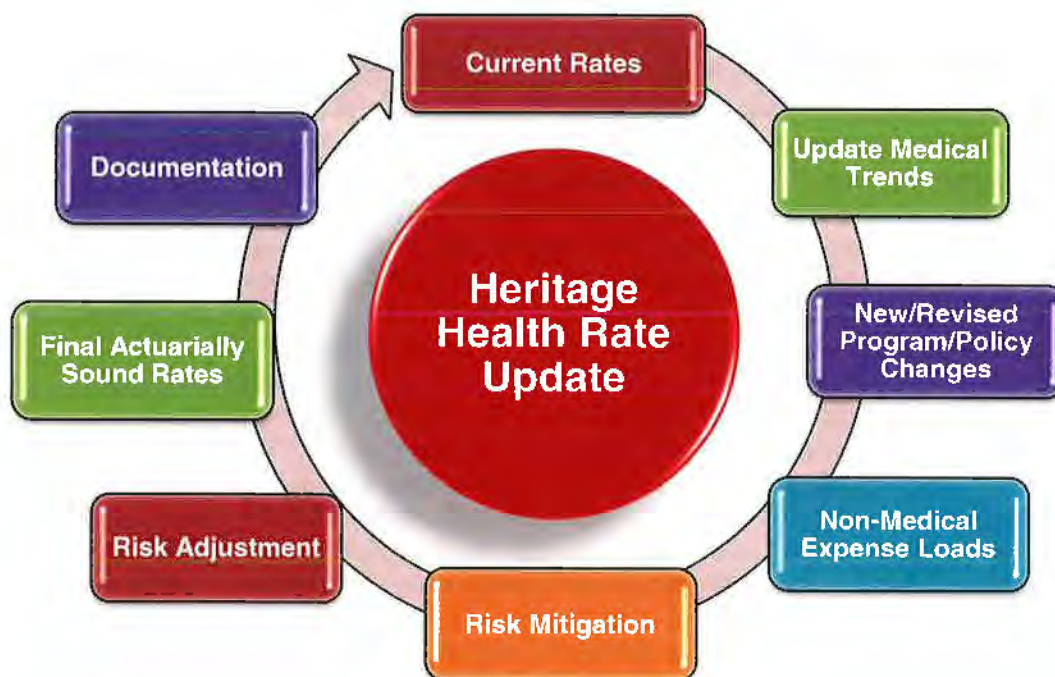 Current Rates
Update Medical
Trends
New/Revised
Program/Policy
Changes
Non-Medical
Expense Loads
Risk Mitigation
Risk Adjustment
Final Actuarially
Sound Rates
Documentation
Heritage
Health Rate
Update